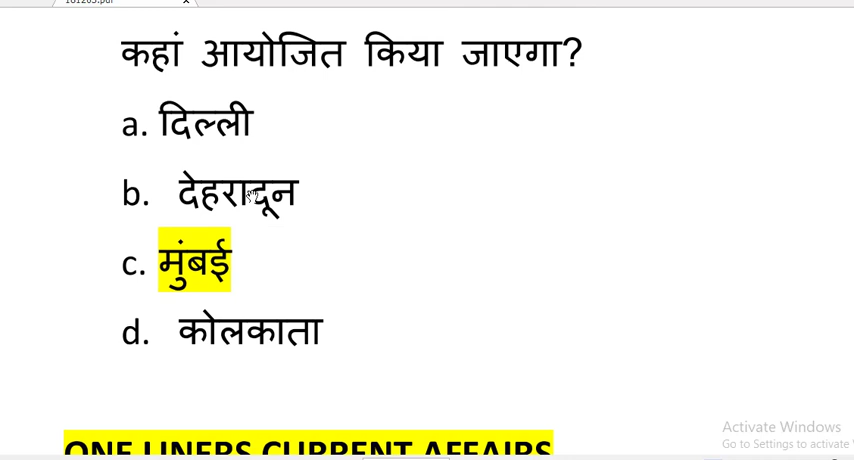 कहां आयोजित किया जाएगा?
a. दिल्ली
b. देहरादून
c. मुंबई
d. कोलकाता
ONE LINERS CURRENT AFFAIRS
Activate Windows
Go to Settings to activate